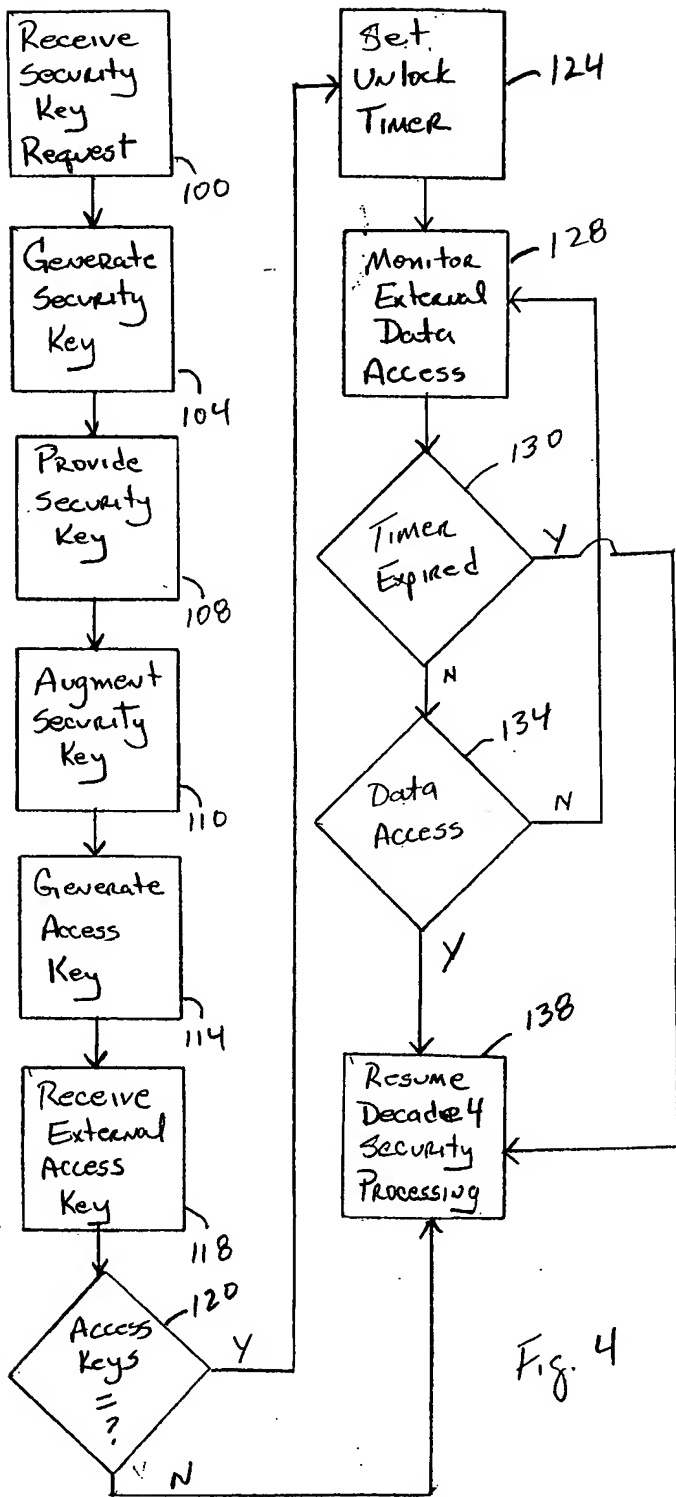 Receive
Security
Key
Request
100
Generate
Security
Key
104
Provide
Security
Key
108
Augment
Security
Key
110
Generate
Access
Key
114
Receive
External
Access
Key
118
120
Access
Keys
=
?
Y
N
Set
Unlock
Timer
124
128
Monitor
External
Data
Access
130
Timer
Expired
Y
N
134
Data
Access
N
Y
138
Resume
Decade4
Security
Processing
Fig. 4